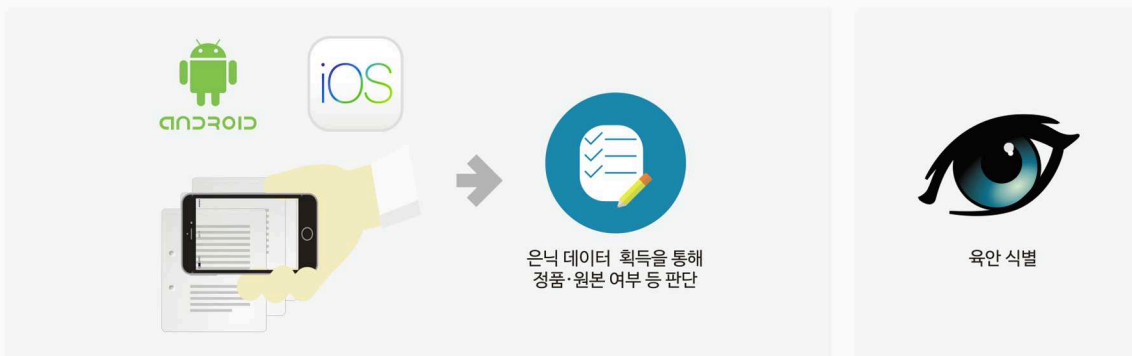 ANDROID
iOS
은닉 데이터 획득을 통해
정품·원본 여부 등 판단
육안 식별